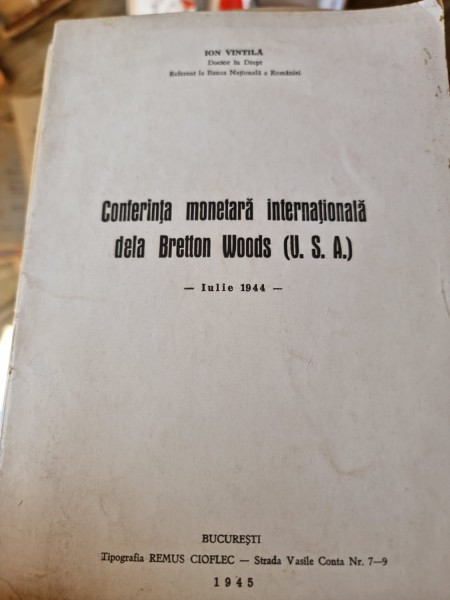 ION VINTILĂ
Doctor în Drept
Referent la Banca Națională a României
Conferința monetară internațională
dela Bretton Woods (U. S. A.)
— Iulie 1944 —
BUCUREȘTI
Tipografia REMUS CIOFLEC — Strada Vasile Conta Nr. 7—9
1945